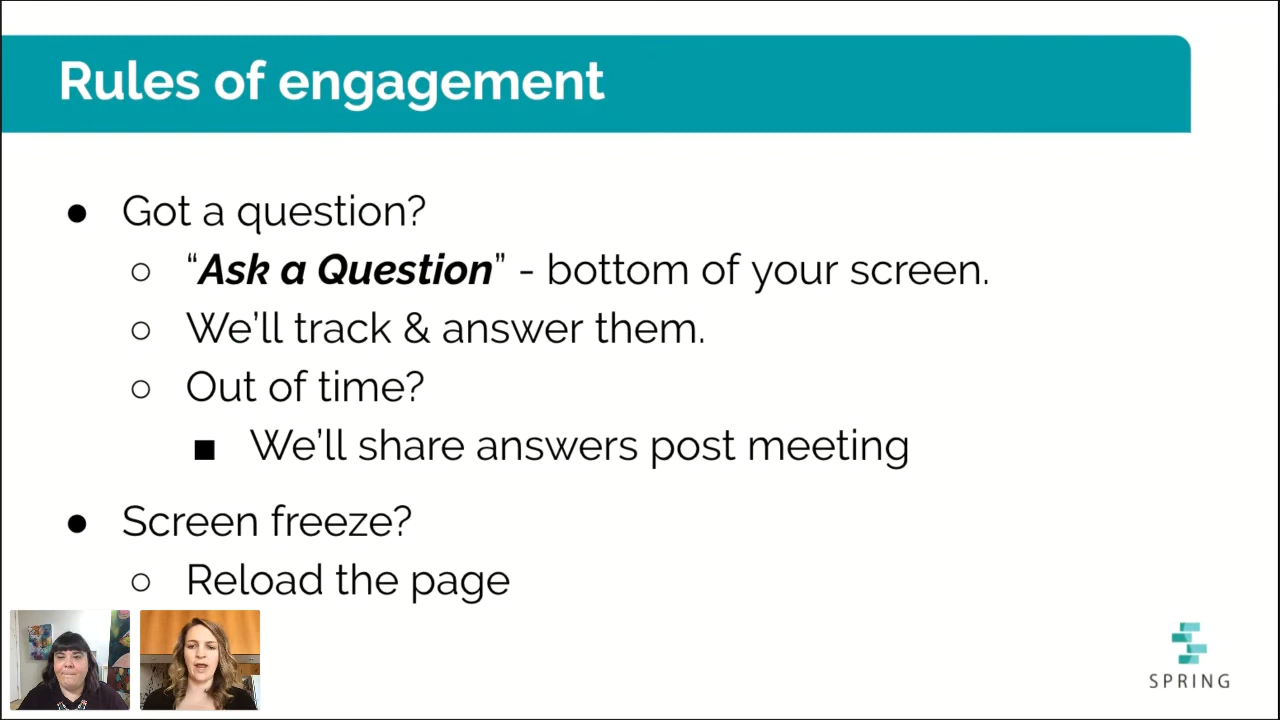 Rules of engagement
● Got a question?
○ “Ask a Question” - bottom of your screen.
○ We’ll track & answer them.
○ Out of time?
■ We’ll share answers post meeting
● Screen freeze?
○ Reload the page
SPRING